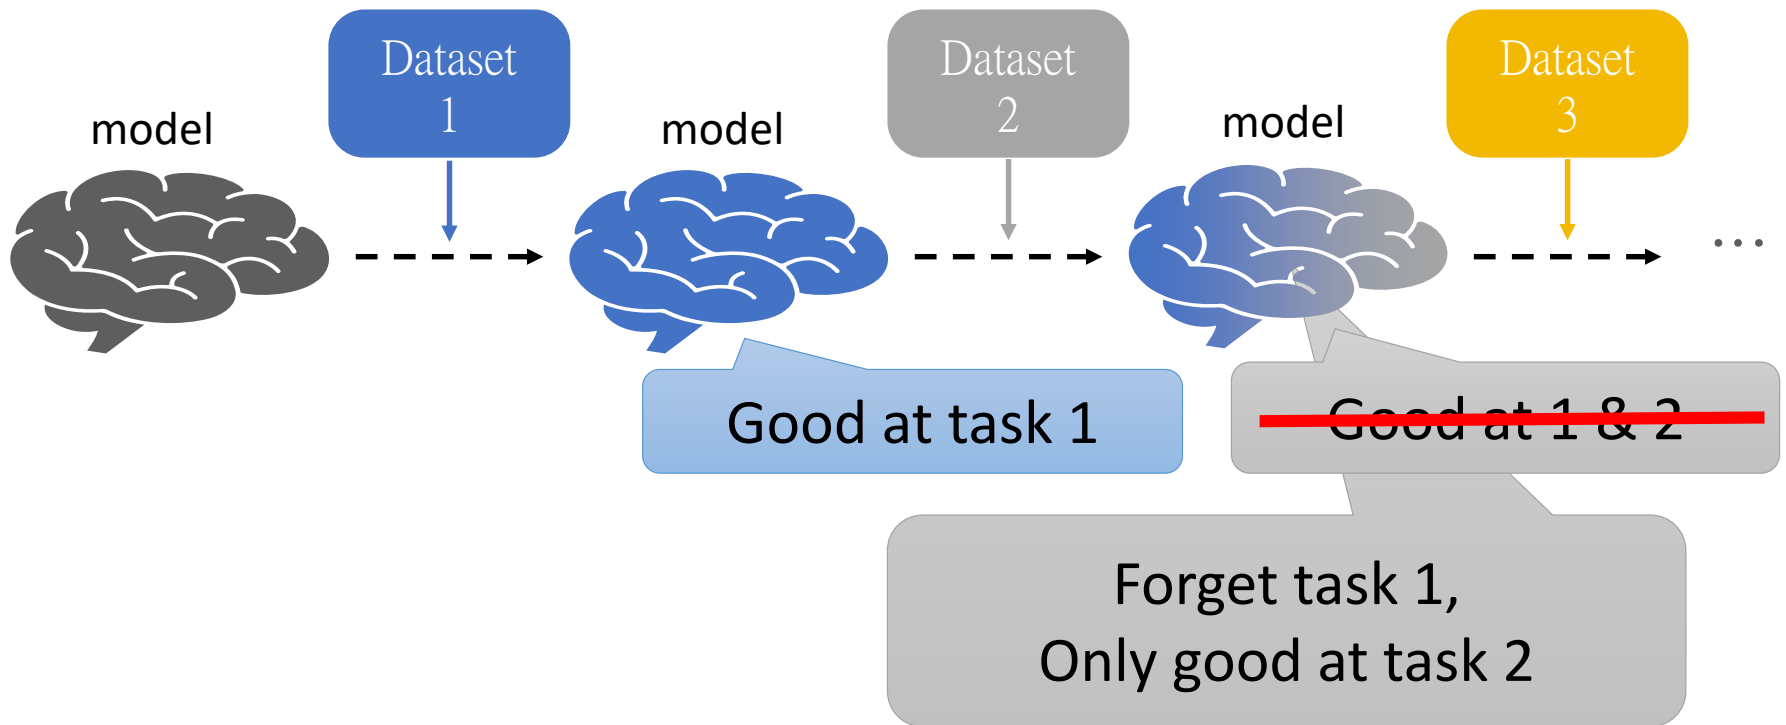 Dataset
1
Dataset
2
Dataset
3
model
model
model
...
Good at task 1
Good at 1 & 2
Forget task 1,
Only good at task 2